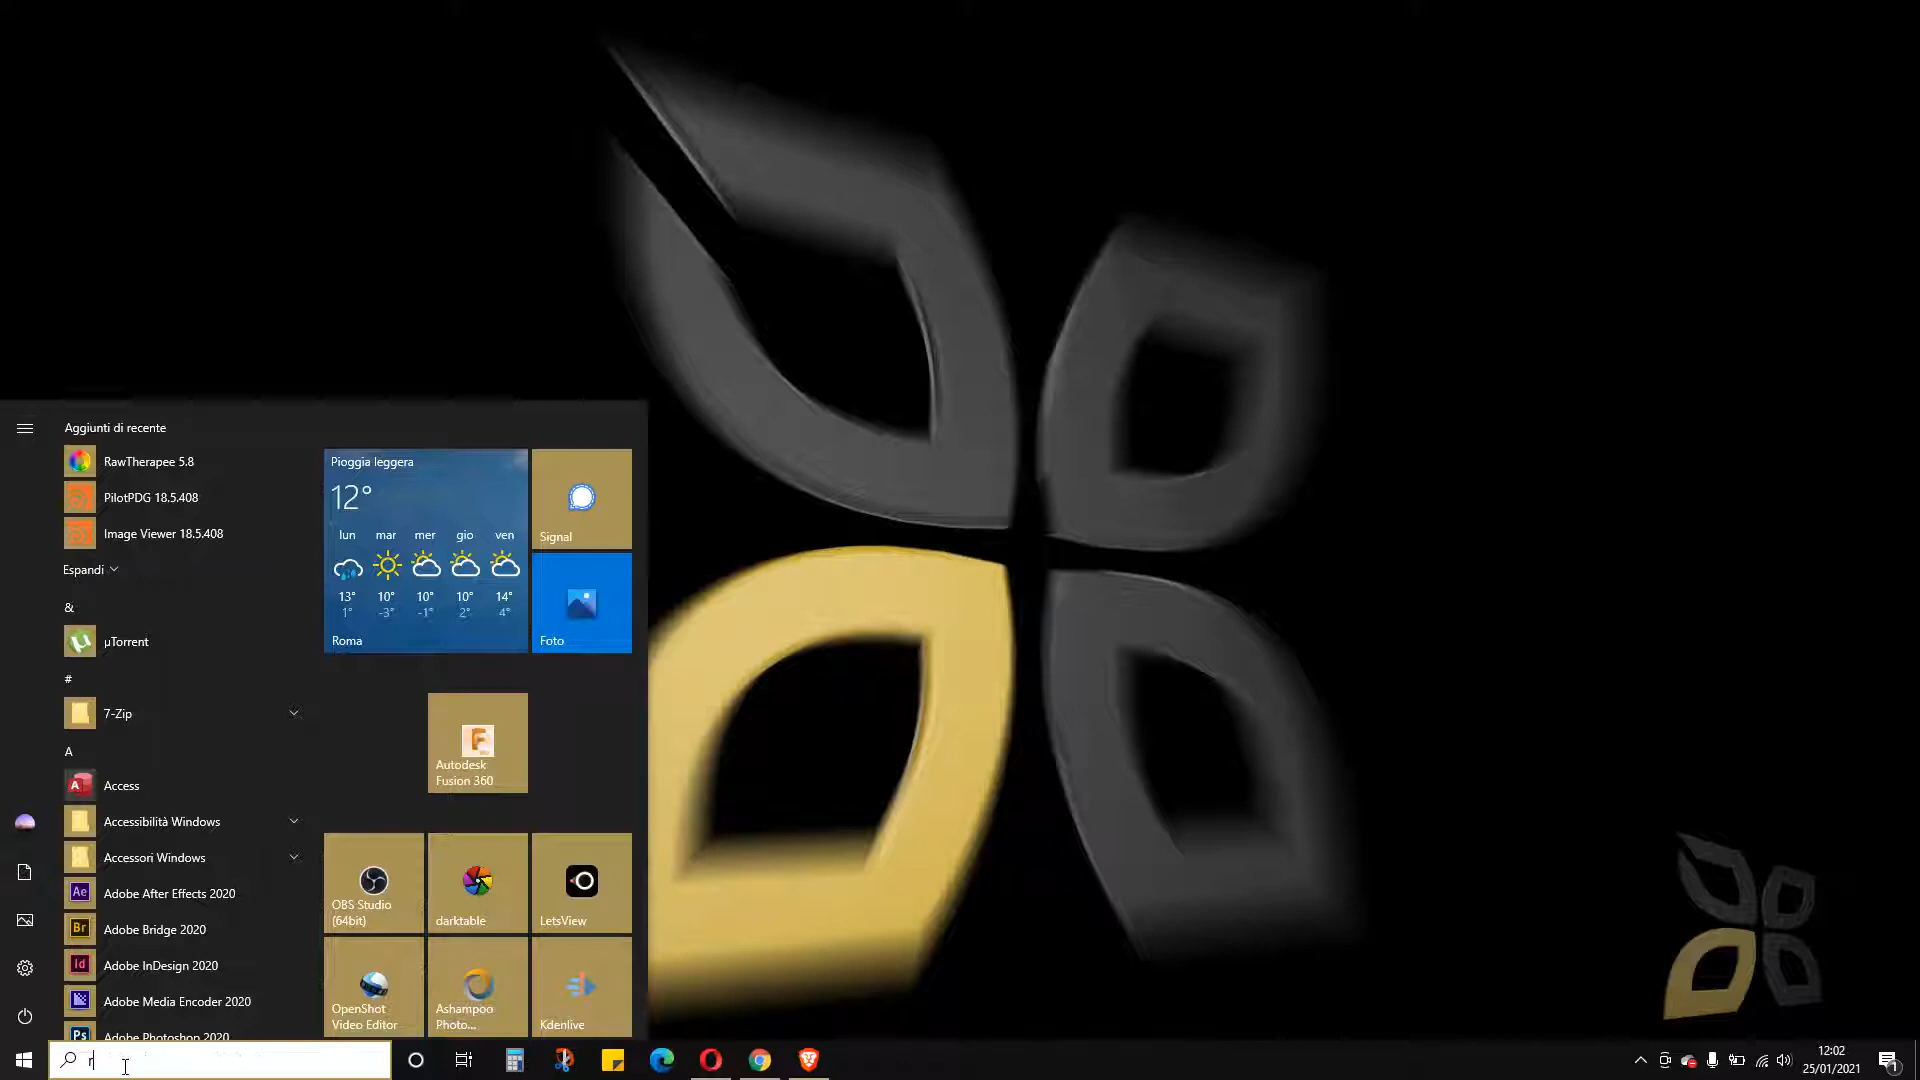 Aggiunti di recente
RawTherapee 5.8
PilotPDG 18.5.408
Image Viewer 18.5.408
Espandi
&
µTorrent
#
7-Zip
A
Access
Accessibilità Windows
Accessori Windows
Adobe After Effects 2020
Adobe Bridge 2020
Adobe InDesign 2020
Adobe Media Encoder 2020
Adobe Photoshop 2020
Pioggia leggera
12°
lun mar mer gio ven
13° 10° 10° 10° 14°
1° -3° -1° 2° 4°
Roma
Signal
Foto
Autodesk
Fusion 360
OBS Studio
(64bit)
darktable
LetsView
OpenShot
Video Editor
Ashampoo
Photo...
Kdenlive
r
12:02
25/01/2021
1